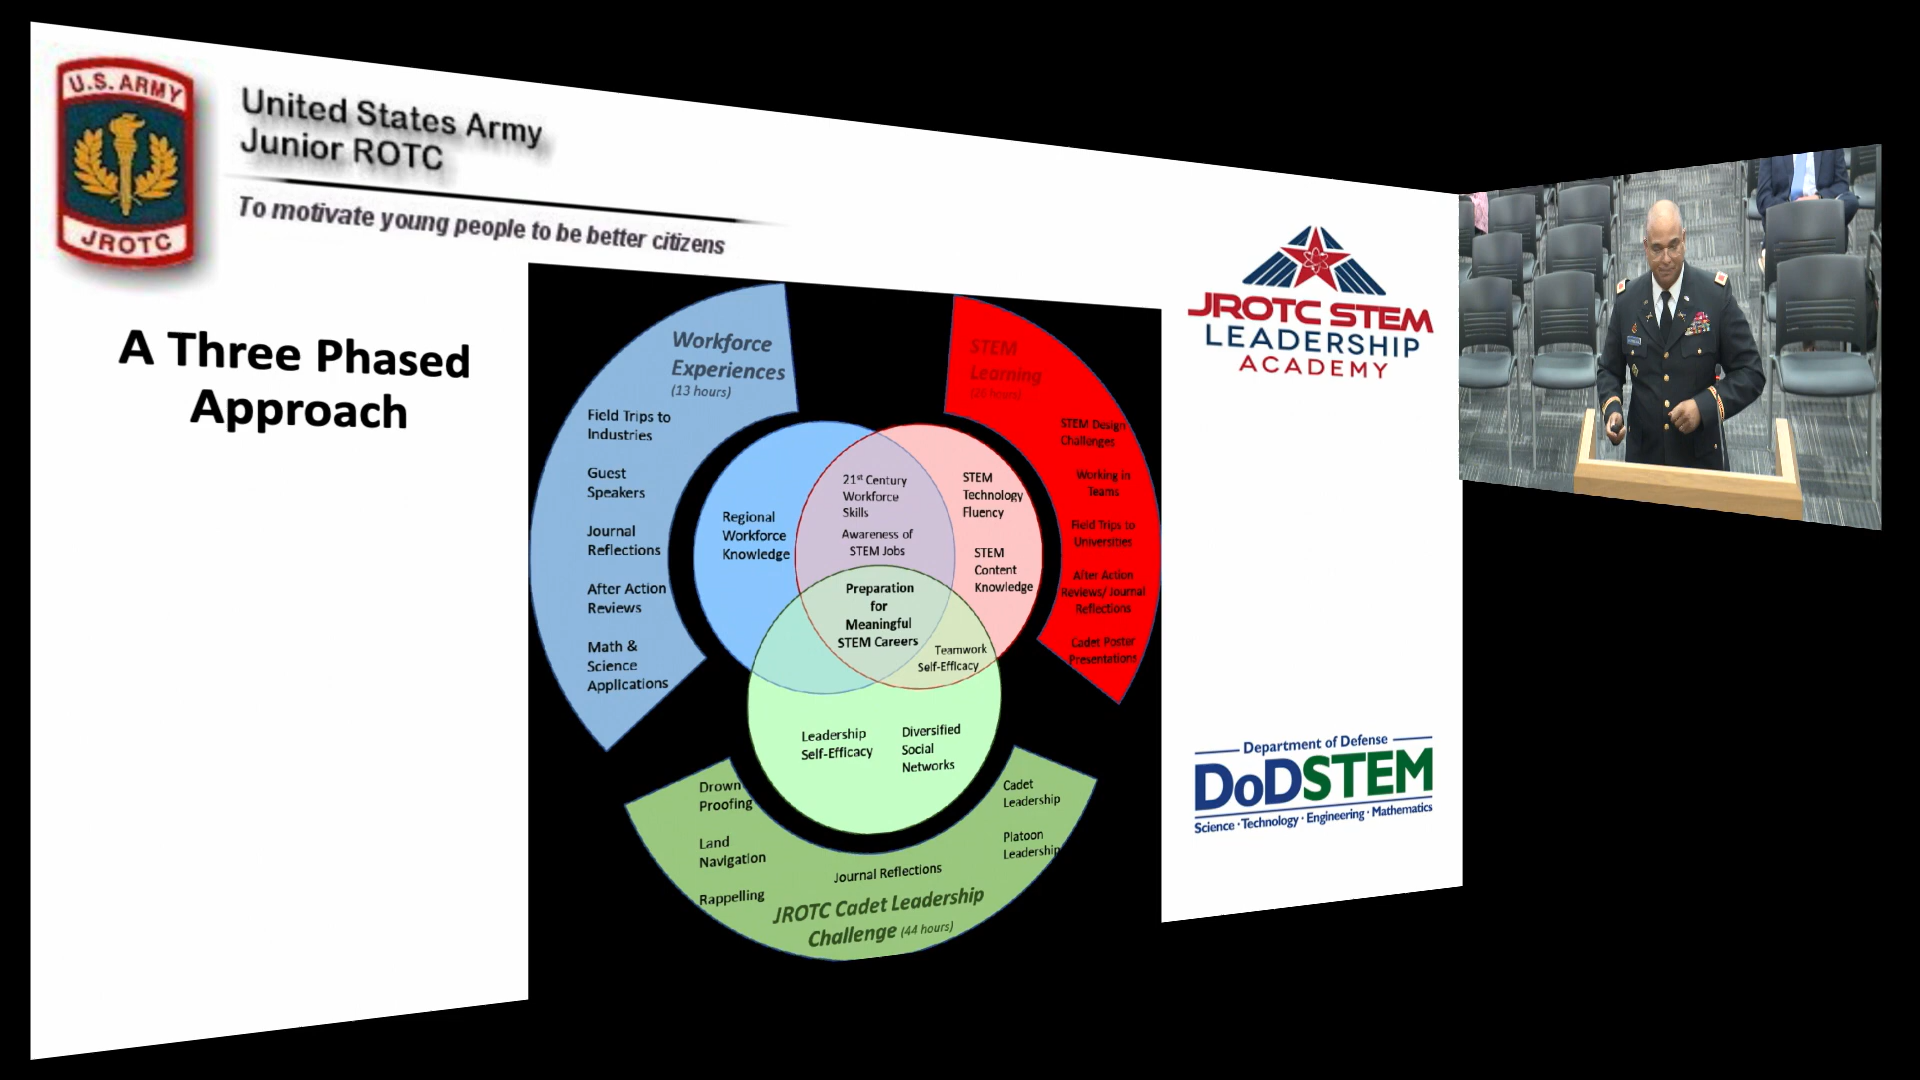 U.S. ARMY
JROTC
United States Army
Junior ROTC
To motivate young people to be better citizens
A Three Phased
Approach
Workforce
Experiences
(13 hours)
Field Trips to
Industries
Guest
Speakers
Journal
Reflections
After Action
Reviews
Math &
Science
Applications
STEM
Learning
STEM Design
Challenges
Working in
Teams
Field Trips to
Universities
After Action
Reviews/ Journal
Reflections
Cadet Poster
Presentations
Regional
Workforce
Knowledge
21st Century
Workforce
Skills
Awareness of
STEM Jobs
STEM
Technology
Fluency
STEM
Content
Knowledge
Preparation
for
Meaningful
STEM Careers
Teamwork
Self-Efficacy
Leadership
Self-Efficacy
Diversified
Social
Networks
Drown
Proofing
Land
Navigation
Rappelling
Journal Reflections
Cadet
Leadership
Platoon
Leadership
JROTC Cadet Leadership
Challenge (44 hours)
JROTC STEM
LEADERSHIP
ACADEMY
Department of Defense
DoDSTEM
Science · Technology · Engineering · Mathematics